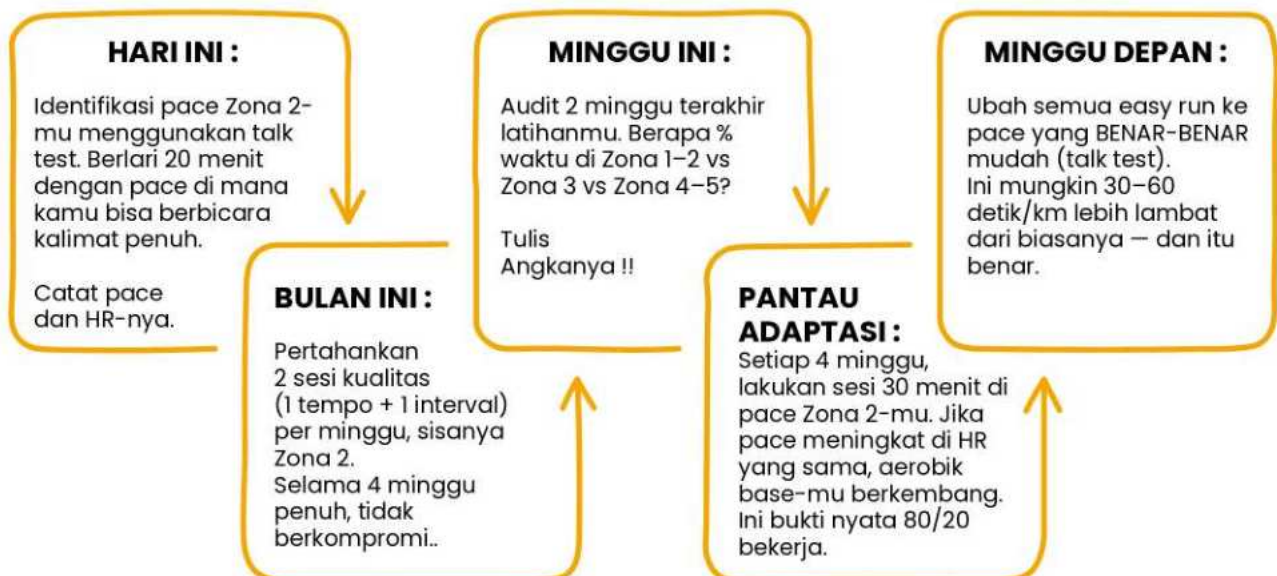 HARI INI :
Identifikasi pace Zona 2-
mu menggunakan talk
test. Berlari 20 menit
dengan pace di mana
kamu bisa berbicara
kalimat penuh.
Catat pace
dan HR-nya.
BULAN INI :
Pertahankan
2 sesi kualitas
(1 tempo + 1 interval)
per minggu, sisanya
Zona 2.
Selama 4 minggu
penuh, tidak
berkompromi..
MINGGU INI :
Audit 2 minggu terakhir
latihanmu. Berapa %
waktu di Zona 1–2 vs
Zona 3 vs Zona 4–5?
Tulis
Angkanya !!
PANTAU
ADAPTASI :
Setiap 4 minggu,
lakukan sesi 30 menit di
pace Zona 2-mu. Jika
pace meningkat di HR
yang sama, aerobik
base-mu berkembang.
Ini bukti nyata 80/20
bekerja.
MINGGU DEPAN :
Ubah semua easy run ke
pace yang BENAR-BENAR
mudah (talk test).
Ini mungkin 30–60
detik/km lebih lambat
dari biasanya — dan itu
benar.